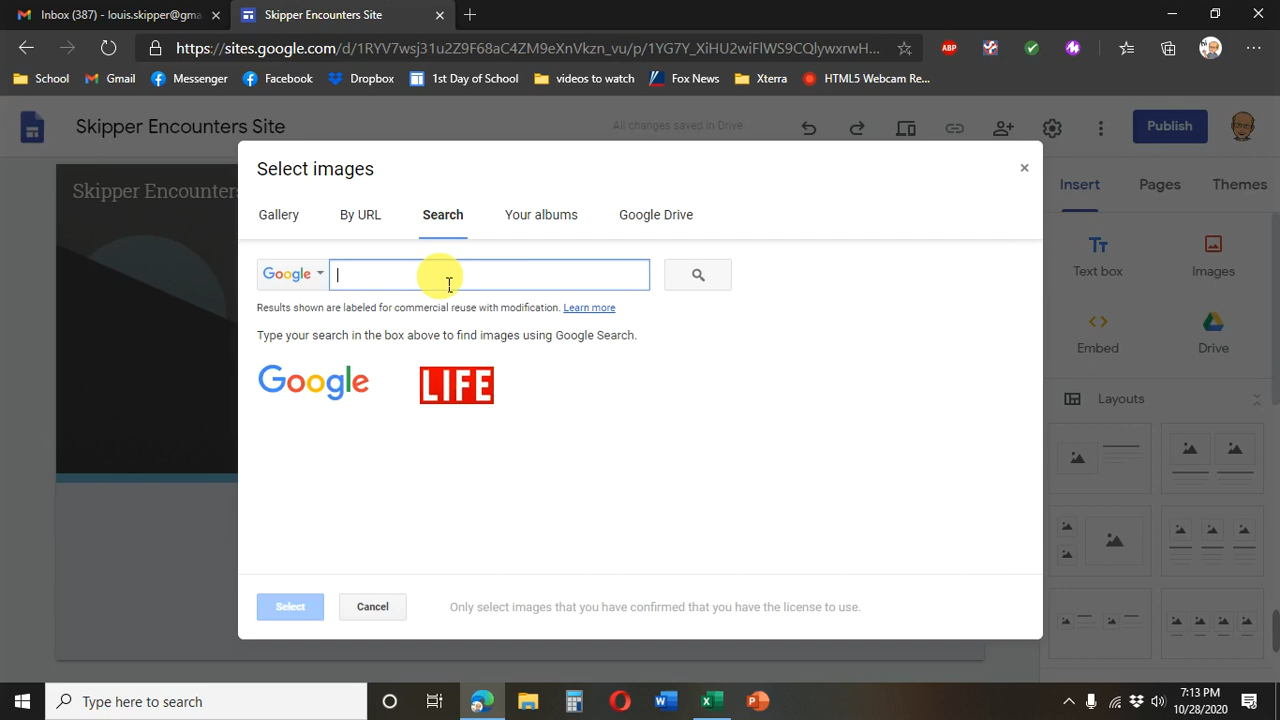 Inbox (387) - louis.skipper@gma
Skipper Encounters Site
https://sites.google.com/d/1RYV7wsj31u2Z9F68aC4ZM9eXnVkzn_vu/p/1YG7Y_XiHU2wiFlWS9CQlywxrwH...
ABP
School
Gmail
Messenger
Facebook
Dropbox
1st Day of School
videos to watch
Fox News
Xterra
HTML5 Webcam Re...
Skipper Encounters Site
All changes saved in Drive
Publish
Skipper Encounters
Select images
Gallery
By URL
Search
Your albums
Google Drive
Google
Results shown are labeled for commercial reuse with modification. Learn more
Type your search in the box above to find images using Google Search.
Google
LIFE
Select
Cancel
Only select images that you have confirmed that you have the license to use.
Insert
Pages
Themes
Tt
Text box
Images
Embed
Drive
Layouts
Type here to search
7:13 PM
10/28/2020